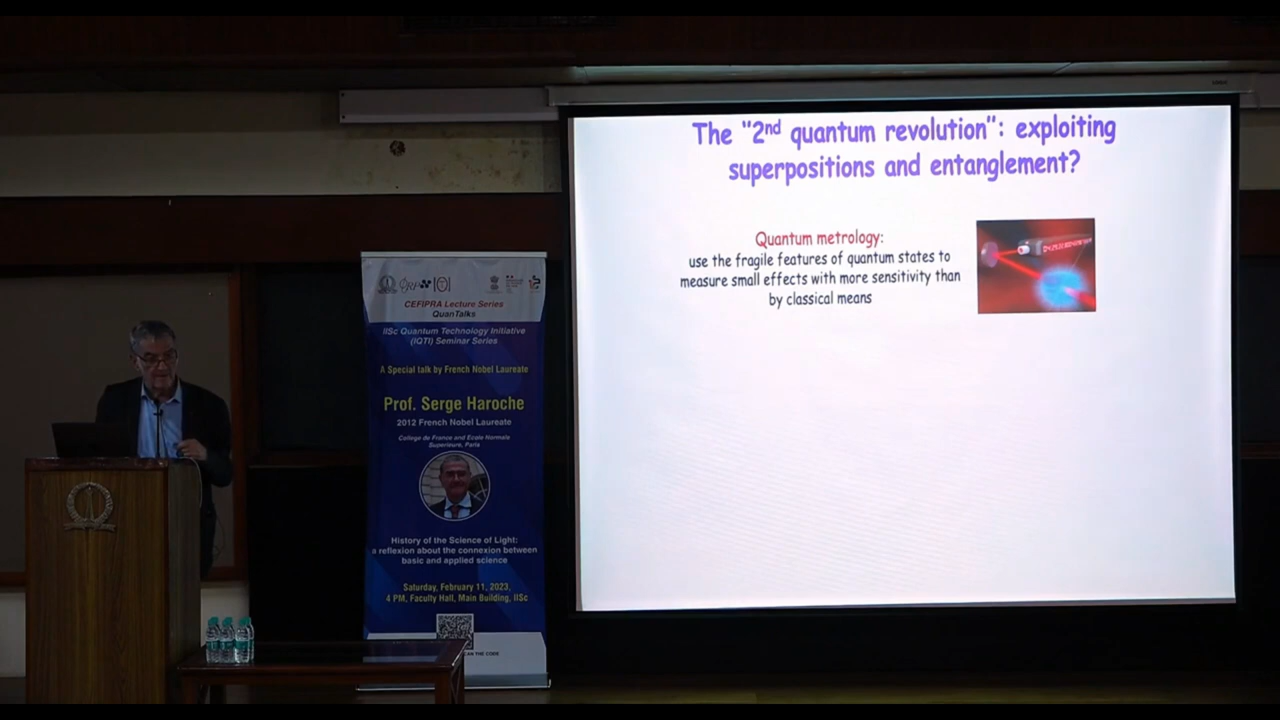 CEFIPRA Lecture Series
QuanTalks
IISc Quantum Technology Initiative
(IQTI) Seminar Series
A Special talk by French Nobel Laureate
Prof. Serge Haroche
2012 French Nobel Laureate
College de France and Ecole Normale
Superieure, Paris
History of the Science of Light:
a reflexion about the connexion between
basic and applied science
Saturday, February 11, 2023,
4 PM, Faculty Hall, Main Building, IISc
CAN THE CODE
The "2nd quantum revolution": exploiting
superpositions and entanglement?
Quantum metrology:
use the fragile features of quantum states to
measure small effects with more sensitivity than
by classical means